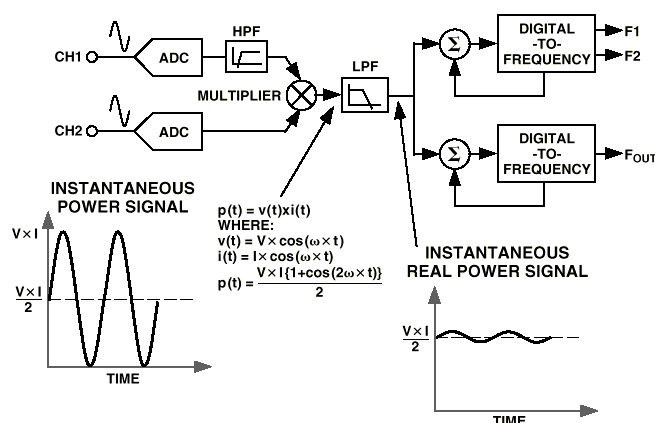 CH1
ADC
HPF
MULTIPLIER
LPF
Σ
DIGITAL
-TO-
FREQUENCY
F1
F2
CH2
ADC
Σ
DIGITAL
-TO-
FREQUENCY
FOUT
INSTANTANEOUS
POWER SIGNAL
V × I
V × I
2
TIME
p(t) = v(t)xi(t)
WHERE:
v(t) = V × cos(ω × t)
i(t) = I × cos(ω × t)
p(t) = V × I {1+cos(2ω × t)}
2
INSTANTANEOUS
REAL POWER SIGNAL
V × I
2
TIME